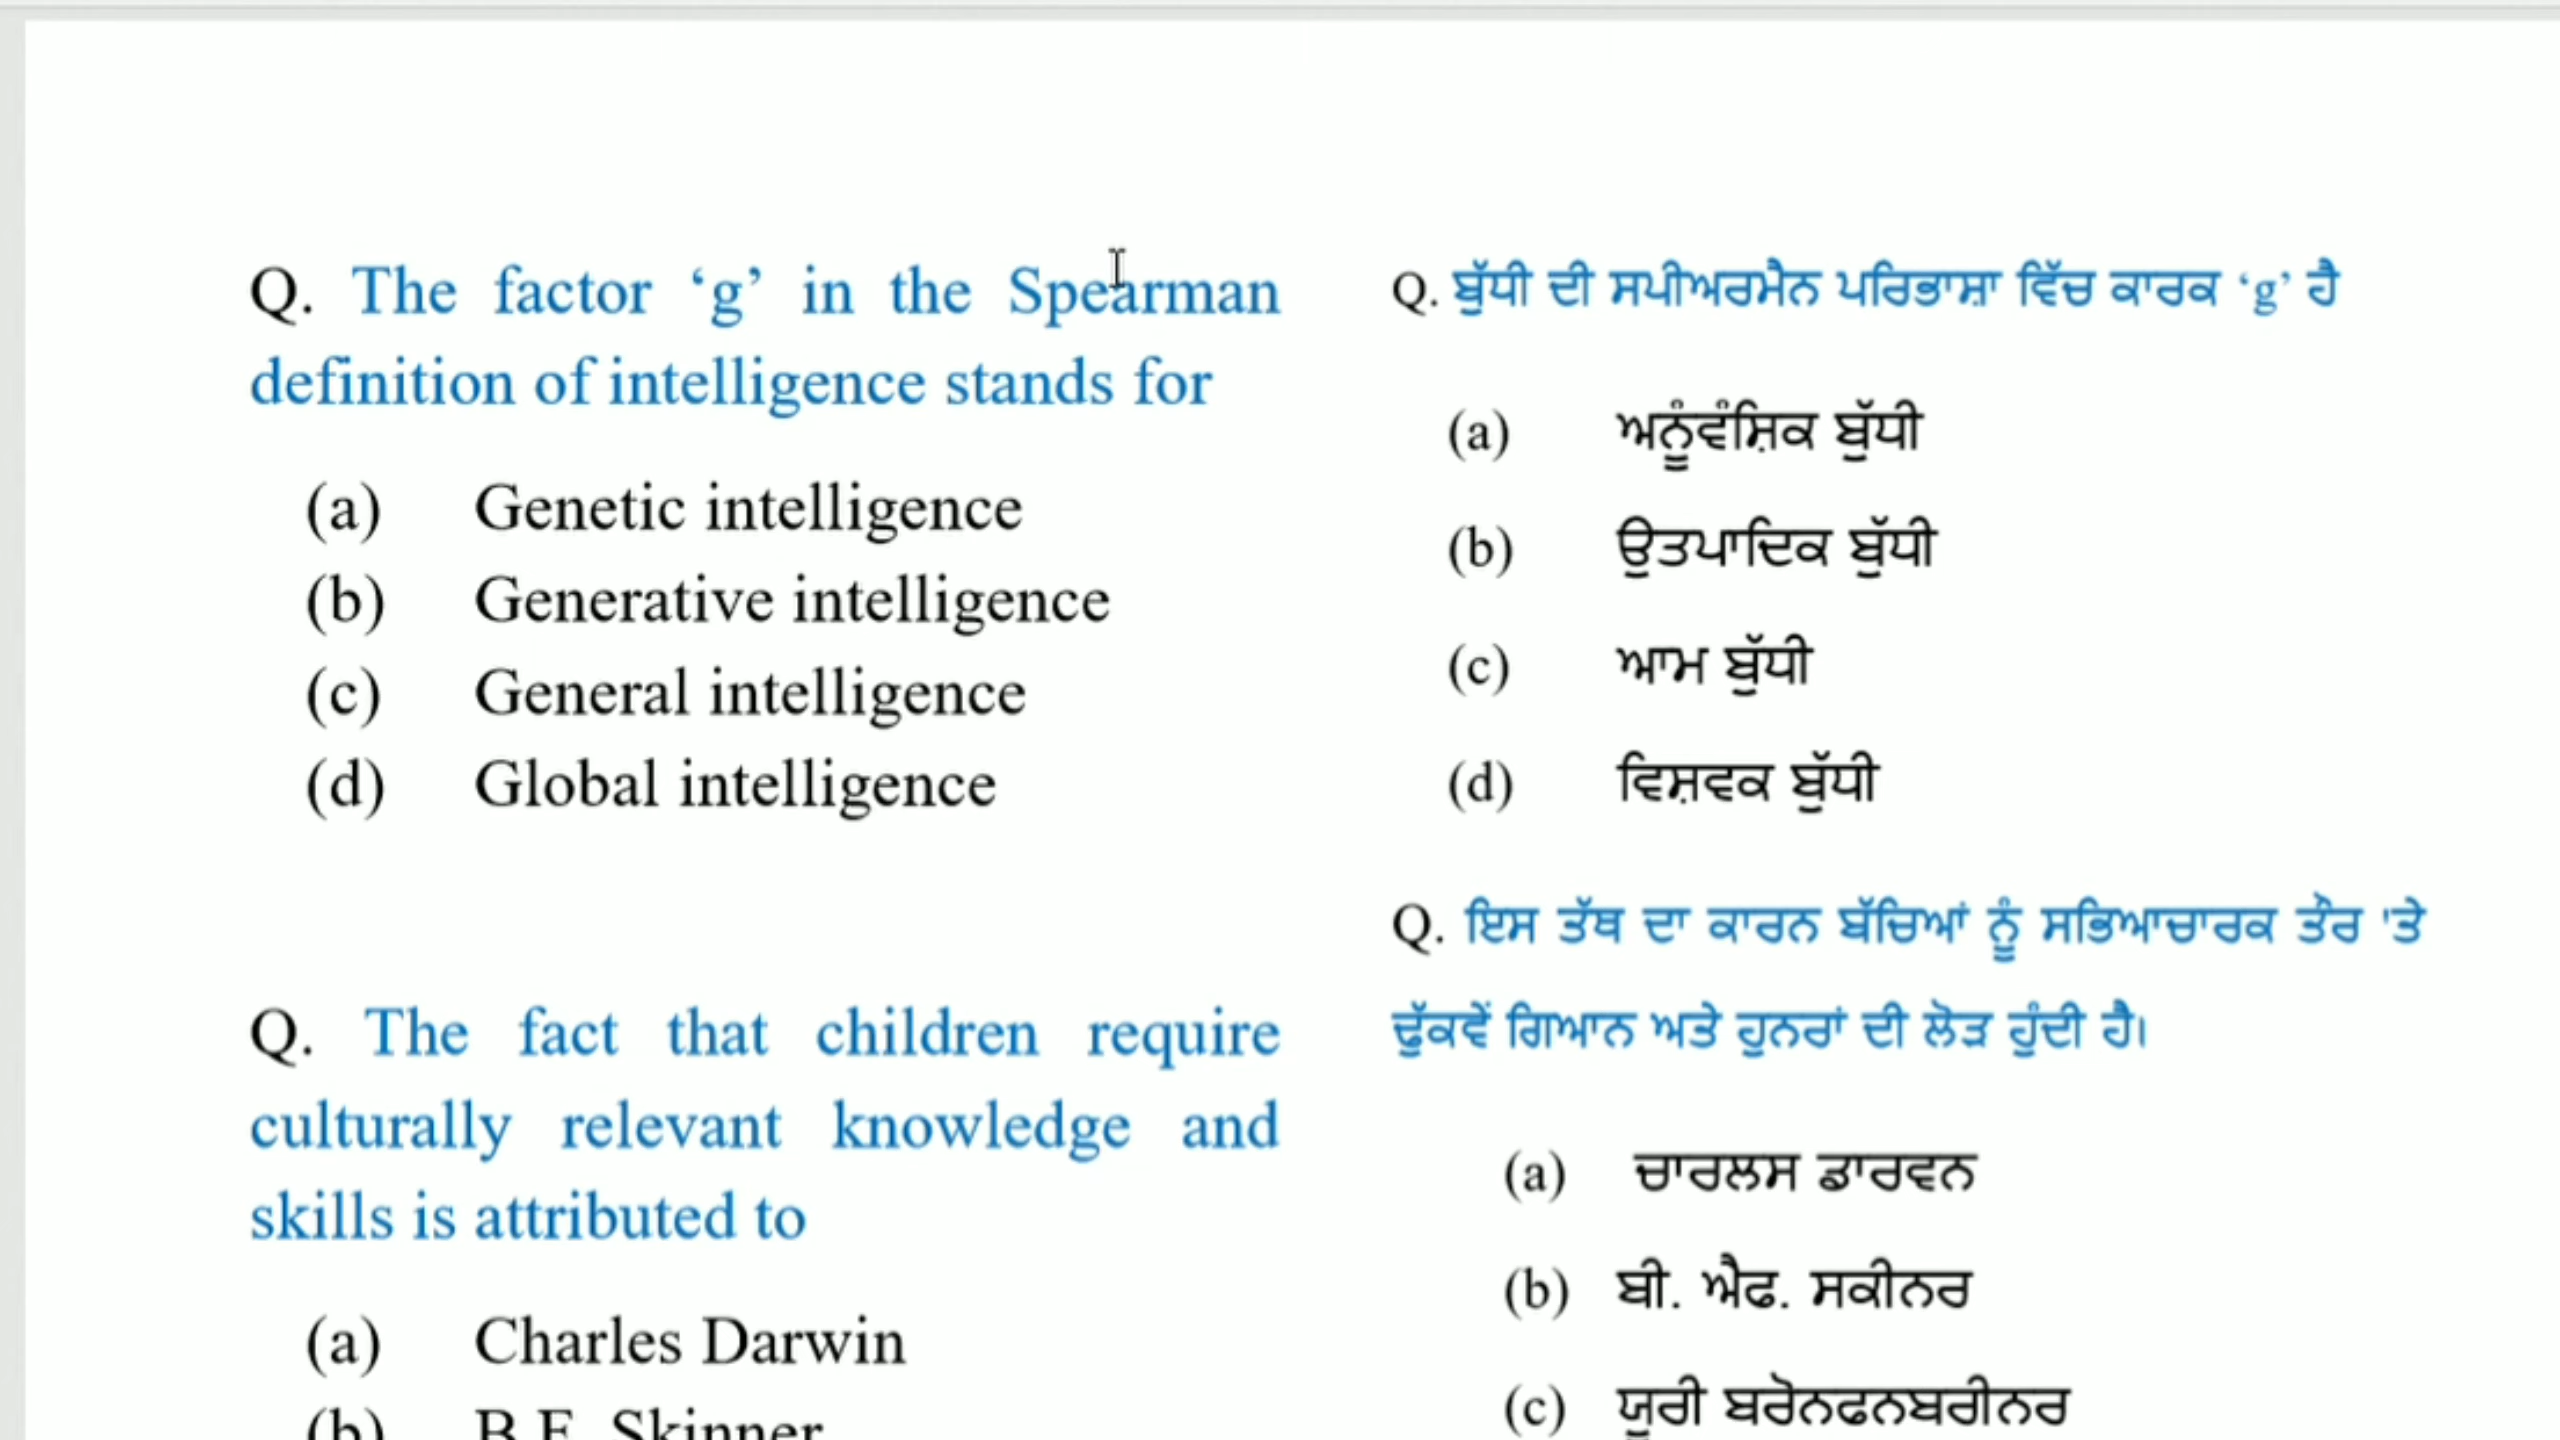 Q. The factor ‘g’ in the Spearman
definition of intelligence stands for
(a) Genetic intelligence
(b) Generative intelligence
(c) General intelligence
(d) Global intelligence
Q. The fact that children require
culturally relevant knowledge and
skills is attributed to
(a) Charles Darwin
(b) B.F. Skinner
Q. ਬੁੱਧੀ ਦੀ ਸਪੀਅਰਮੈਨ ਪਰਿਭਾਸ਼ਾ ਵਿੱਚ ਕਾਰਕ ‘g’ ਹੈ
(a) ਅਨੂੰਵੰਸ਼ਿਕ ਬੁੱਧੀ
(b) ਉਤਪਾਦਿਕ ਬੁੱਧੀ
(c) ਆਮ ਬੁੱਧੀ
(d) ਵਿਸ਼ਵਕ ਬੁੱਧੀ
Q. ਇਸ ਤੱਥ ਦਾ ਕਾਰਨ ਬੱਚਿਆਂ ਨੂੰ ਸਭਿਆਚਾਰਕ ਤੌਰ 'ਤੇ
ਢੁੱਕਵੇਂ ਗਿਆਨ ਅਤੇ ਹੁਨਰਾਂ ਦੀ ਲੋੜ ਹੁੰਦੀ ਹੈ।
(a) ਚਾਰਲਸ ਡਾਰਵਨ
(b) ਬੀ. ਐਫ. ਸਕੀਨਰ
(c) ਯੂਰੀ ਬਰੋਨਫਨਬਰੀਨਰ